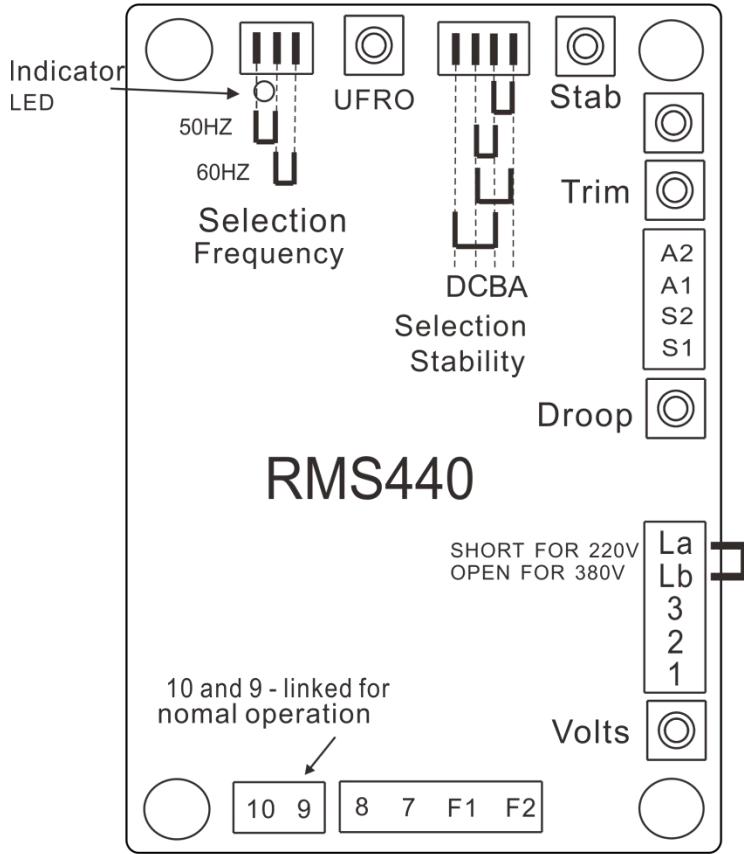 Indicator
LED
UFRO
Stab
50HZ
60HZ
Selection
Frequency
DCBA
Selection
Stability
Trim
A2
A1
S2
S1
Droop
RMS440
SHORT FOR 220V
OPEN FOR 380V
La
Lb
3
2
1
10 and 9 - linked for
nomal operation
Volts
10 9
8 7 F1 F2